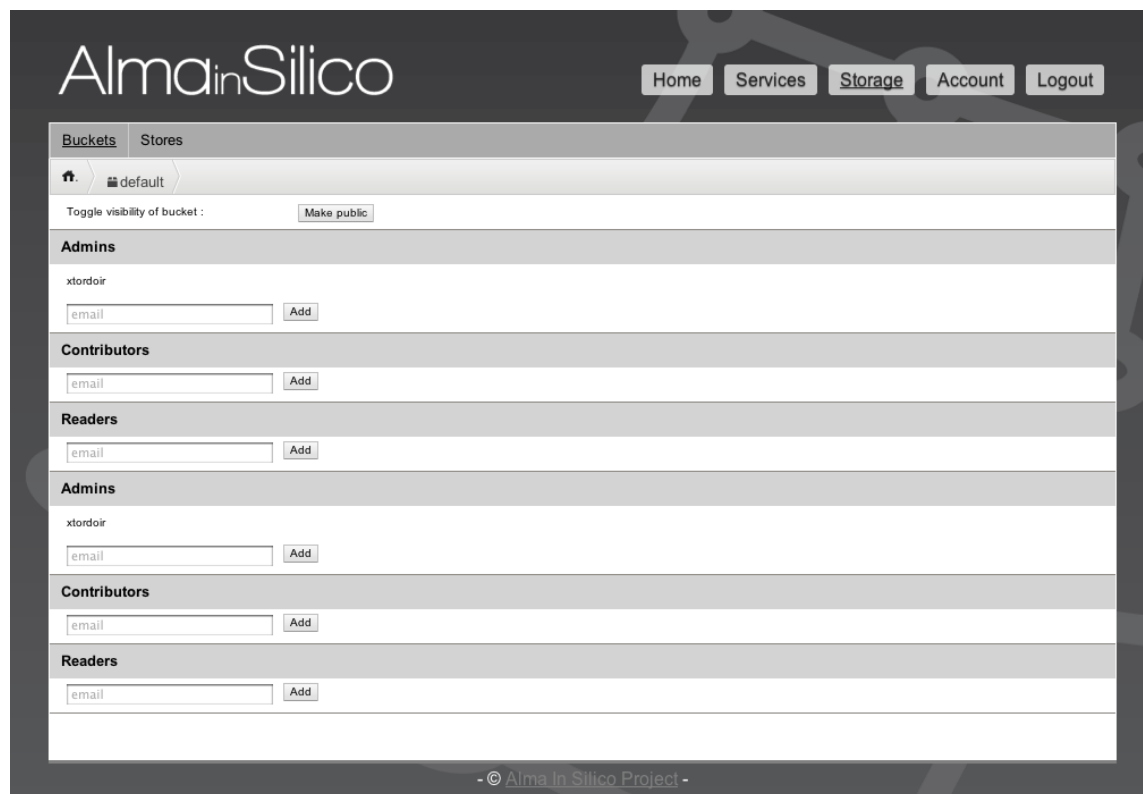 AlmainSilico
Home Services Storage Account Logout
Buckets Stores
default
Toggle visibility of bucket : Make public
Admins
xtordoir
email Add
Contributors
email Add
Readers
email Add
Admins
xtordoir
email Add
Contributors
email Add
Readers
email Add
- © Alma In Silico Project -